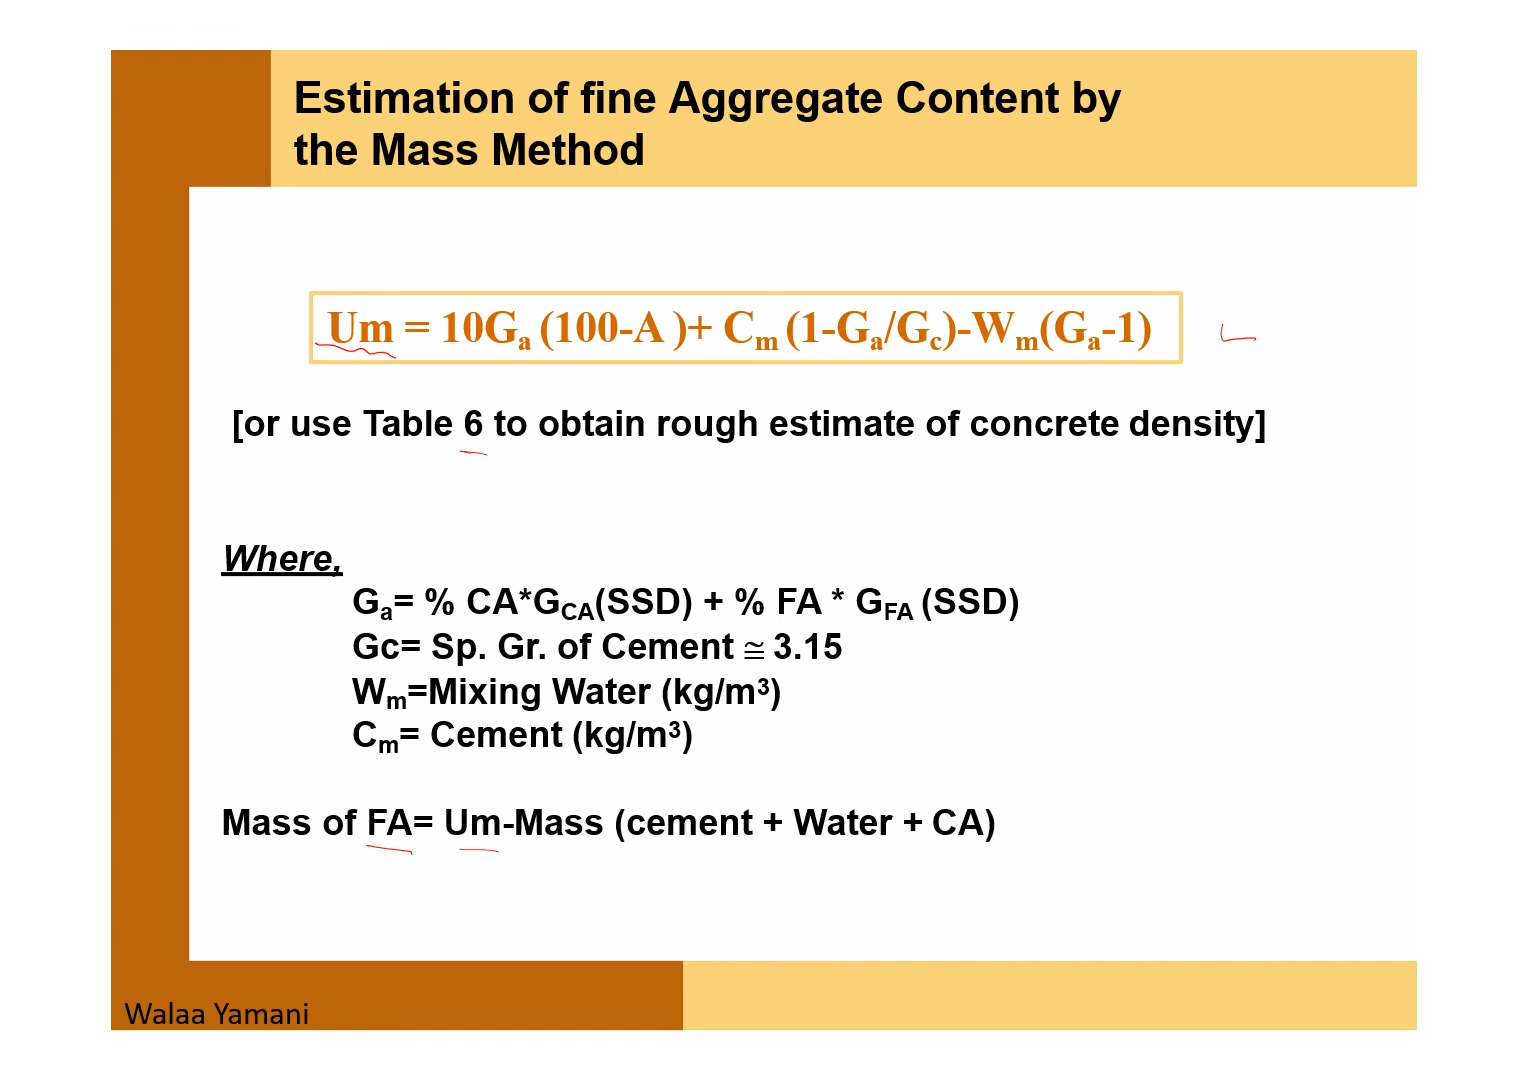 Estimation of fine Aggregate Content by
the Mass Method
Um = 10Gₐ (100-A )+ Cₘ (1-Gₐ/G_c)-Wₘ(Gₐ-1)
[or use Table 6 to obtain rough estimate of concrete density]
Where,
Gₐ= % CA*G_CA(SSD) + % FA * G_FA (SSD)
Gc= Sp. Gr. of Cement ≅ 3.15
Wₘ=Mixing Water (kg/m³)
Cₘ= Cement (kg/m³)
Mass of FA= Um-Mass (cement + Water + CA)
Walaa Yamani